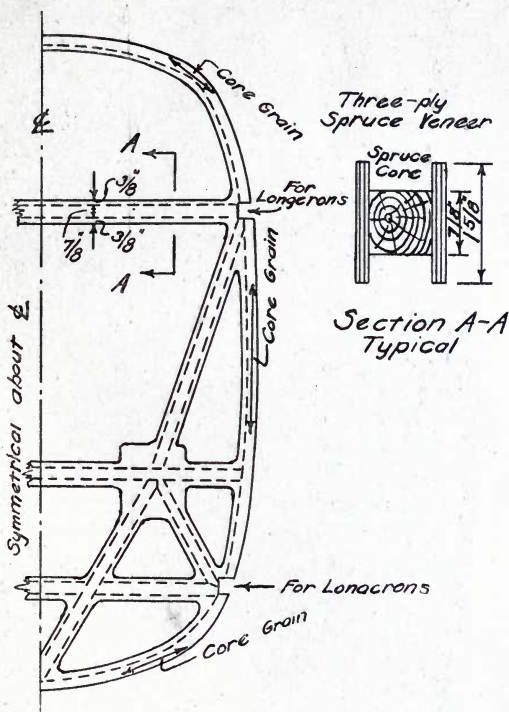 Core Grain
Three-ply
Spruce Veneer
Spruce
Core
7/8"
1 5/8"
Section A-A
Typical
℄
A
3/8"
7/8"
3/8"
A
For
Longerons
Core Grain
Symmetrical about ℄
For Lonacrons
Core Grain